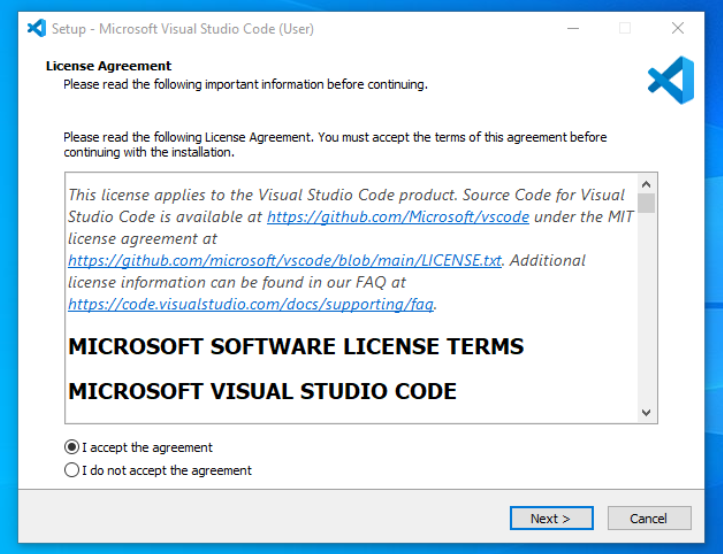 Setup - Microsoft Visual Studio Code (User)
License Agreement
Please read the following important information before continuing.
Please read the following License Agreement. You must accept the terms of this agreement before
continuing with the installation.
This license applies to the Visual Studio Code product. Source Code for Visual
Studio Code is available at https://github.com/Microsoft/vscode under the MIT
license agreement at
https://github.com/microsoft/vscode/blob/main/LICENSE.txt. Additional
license information can be found in our FAQ at
https://code.visualstudio.com/docs/supporting/faq.
MICROSOFT SOFTWARE LICENSE TERMS
MICROSOFT VISUAL STUDIO CODE
I accept the agreement
I do not accept the agreement
Next >
Cancel